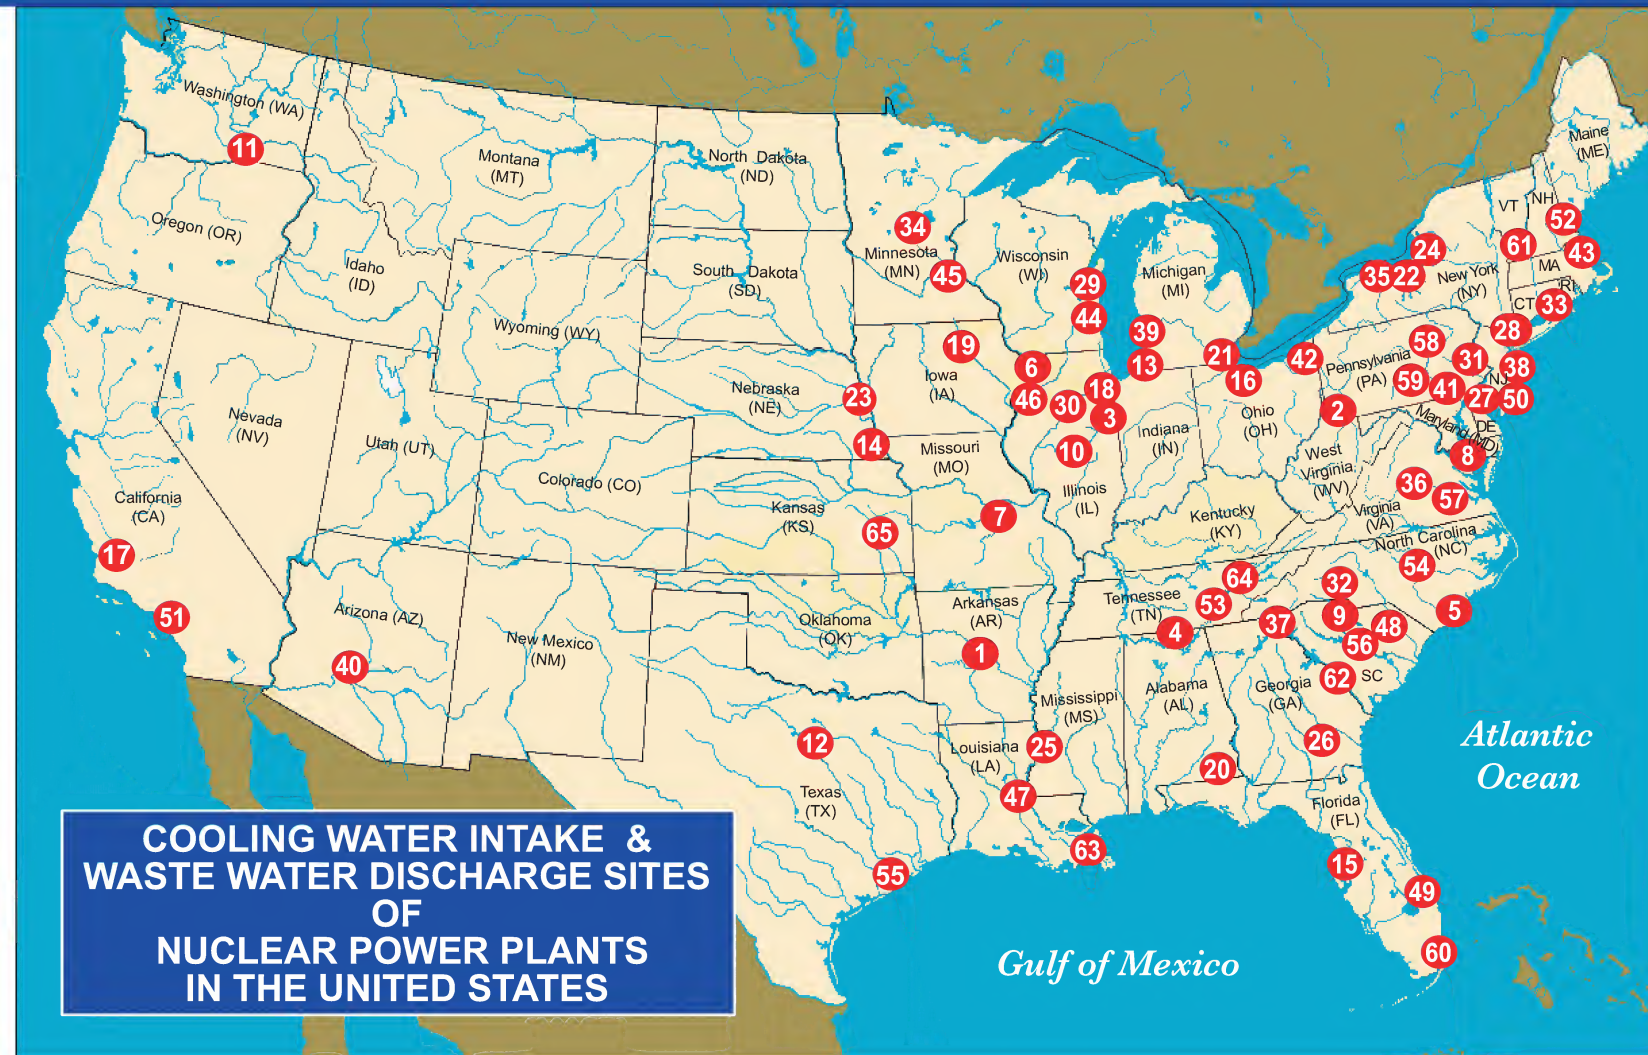 Washington (WA)
11
Montana
(MT)
North Dakota
(ND)
Maine
(ME)
Oregon (OR)
Idaho
(ID)
South Dakota
(SD)
34
Minnesota
(MN)
45
Wisconsin
(WI)
29
44
Michigan
(MI)
39
13
VT
NH
52
61
43
24
35
22
New York
(NY)
MA
RI
CT
33
28
Wyoming (WY)
Nebraska
(NE)
19
Iowa
(IA)
23
14
6
46
30
18
3
10
Illinois
(IL)
Indiana
(IN)
21
16
Ohio
(OH)
42
58
Pennsylvania
(PA)
59
41
31
38
NJ
27
50
2
Maryland (MD)
DE
8
West
Virginia
(WV)
36
57
Virginia
(VA)
Nevada
(NV)
Utah (UT)
California
(CA)
17
51
Colorado (CO)
Kansas
(KS)
65
Missouri
(MO)
7
Kentucky
(KY)
North Carolina
(NC)
54
32
5
64
53
Tennessee
(TN)
4
37
9
48
56
62
SC
Arizona (AZ)
40
New Mexico
(NM)
Oklahoma
(OK)
Arkansas
(AR)
1
Mississippi
(MS)
25
Alabama
(AL)
20
Georgia
(GA)
26
12
Texas
(TX)
55
Louisiana
(LA)
47
63
Florida
(FL)
15
49
60
Atlantic
Ocean
Gulf of Mexico
COOLING WATER INTAKE &
WASTE WATER DISCHARGE SITES
OF
NUCLEAR POWER PLANTS
IN THE UNITED STATES